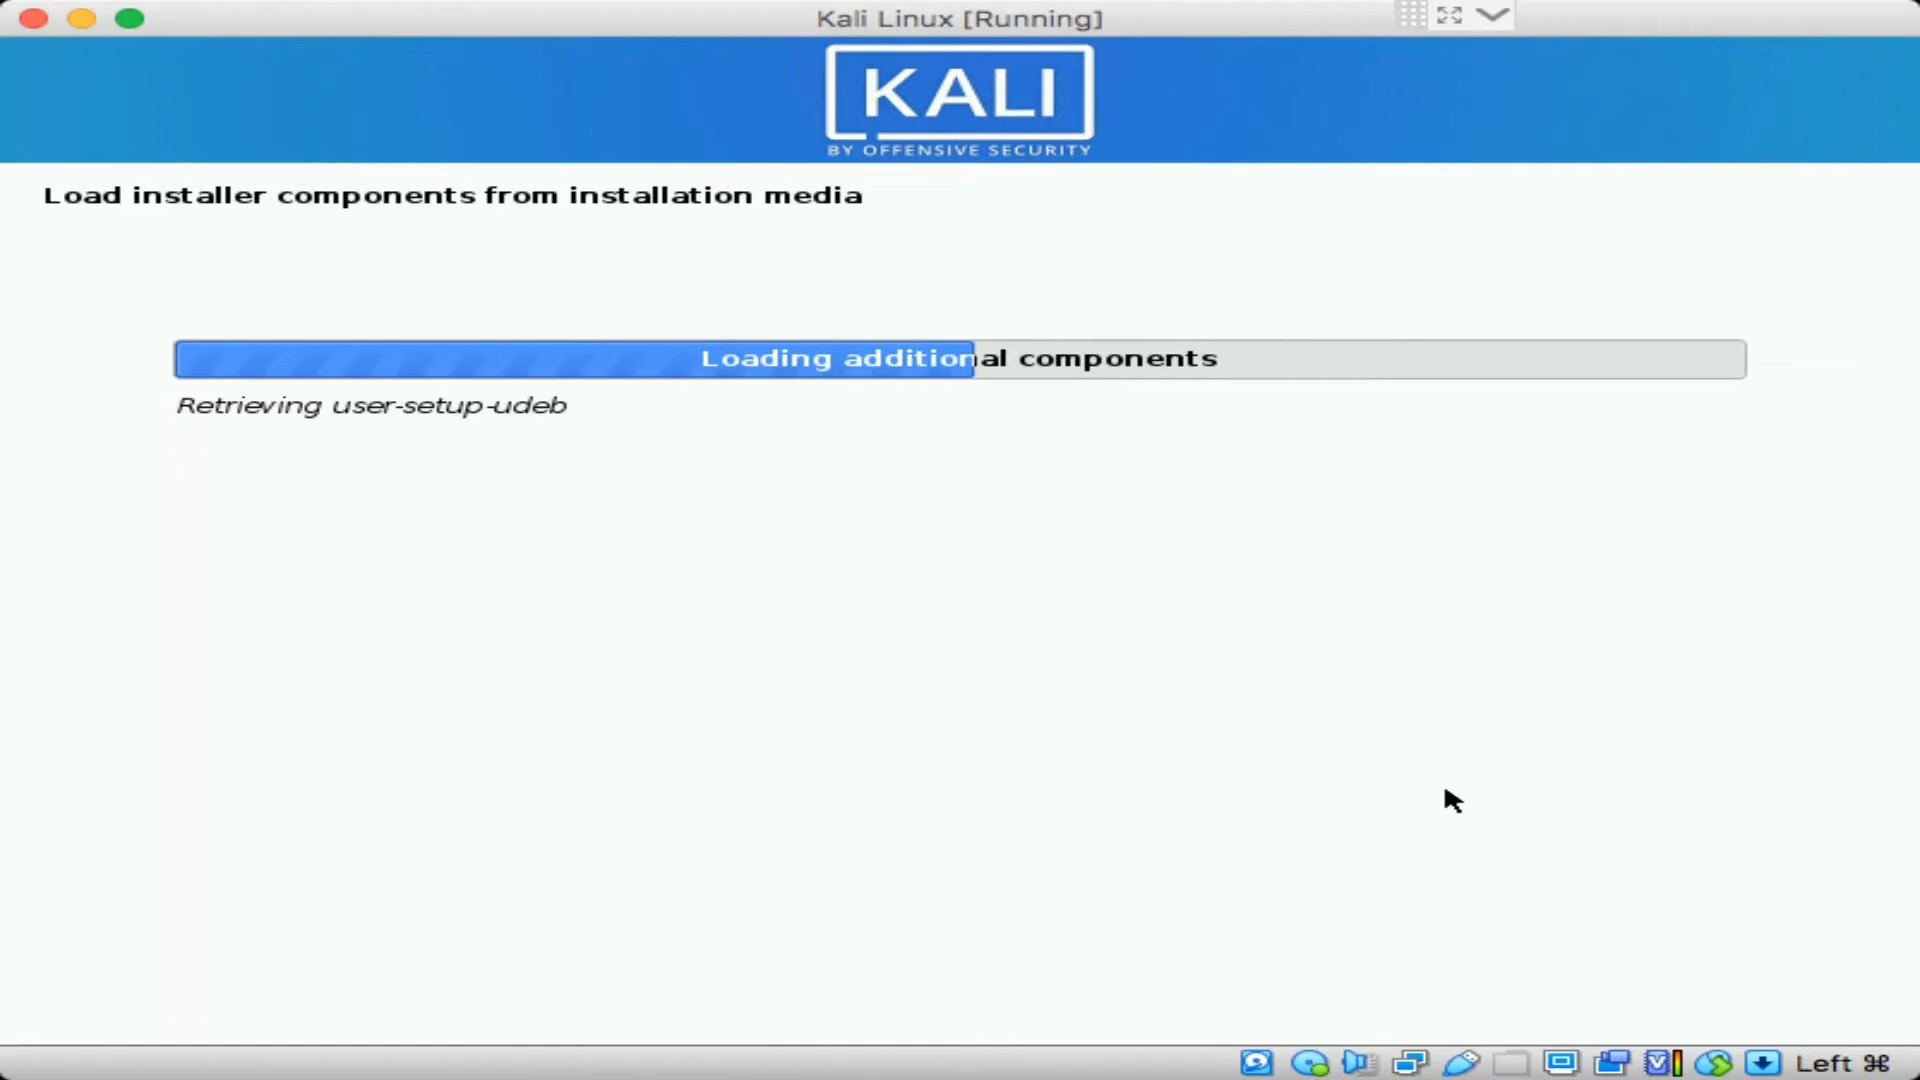 Kali Linux [Running]
KALI
BY OFFENSIVE SECURITY
Load installer components from installation media
Loading additional components
Retrieving user-setup-udeb
Left ⌘